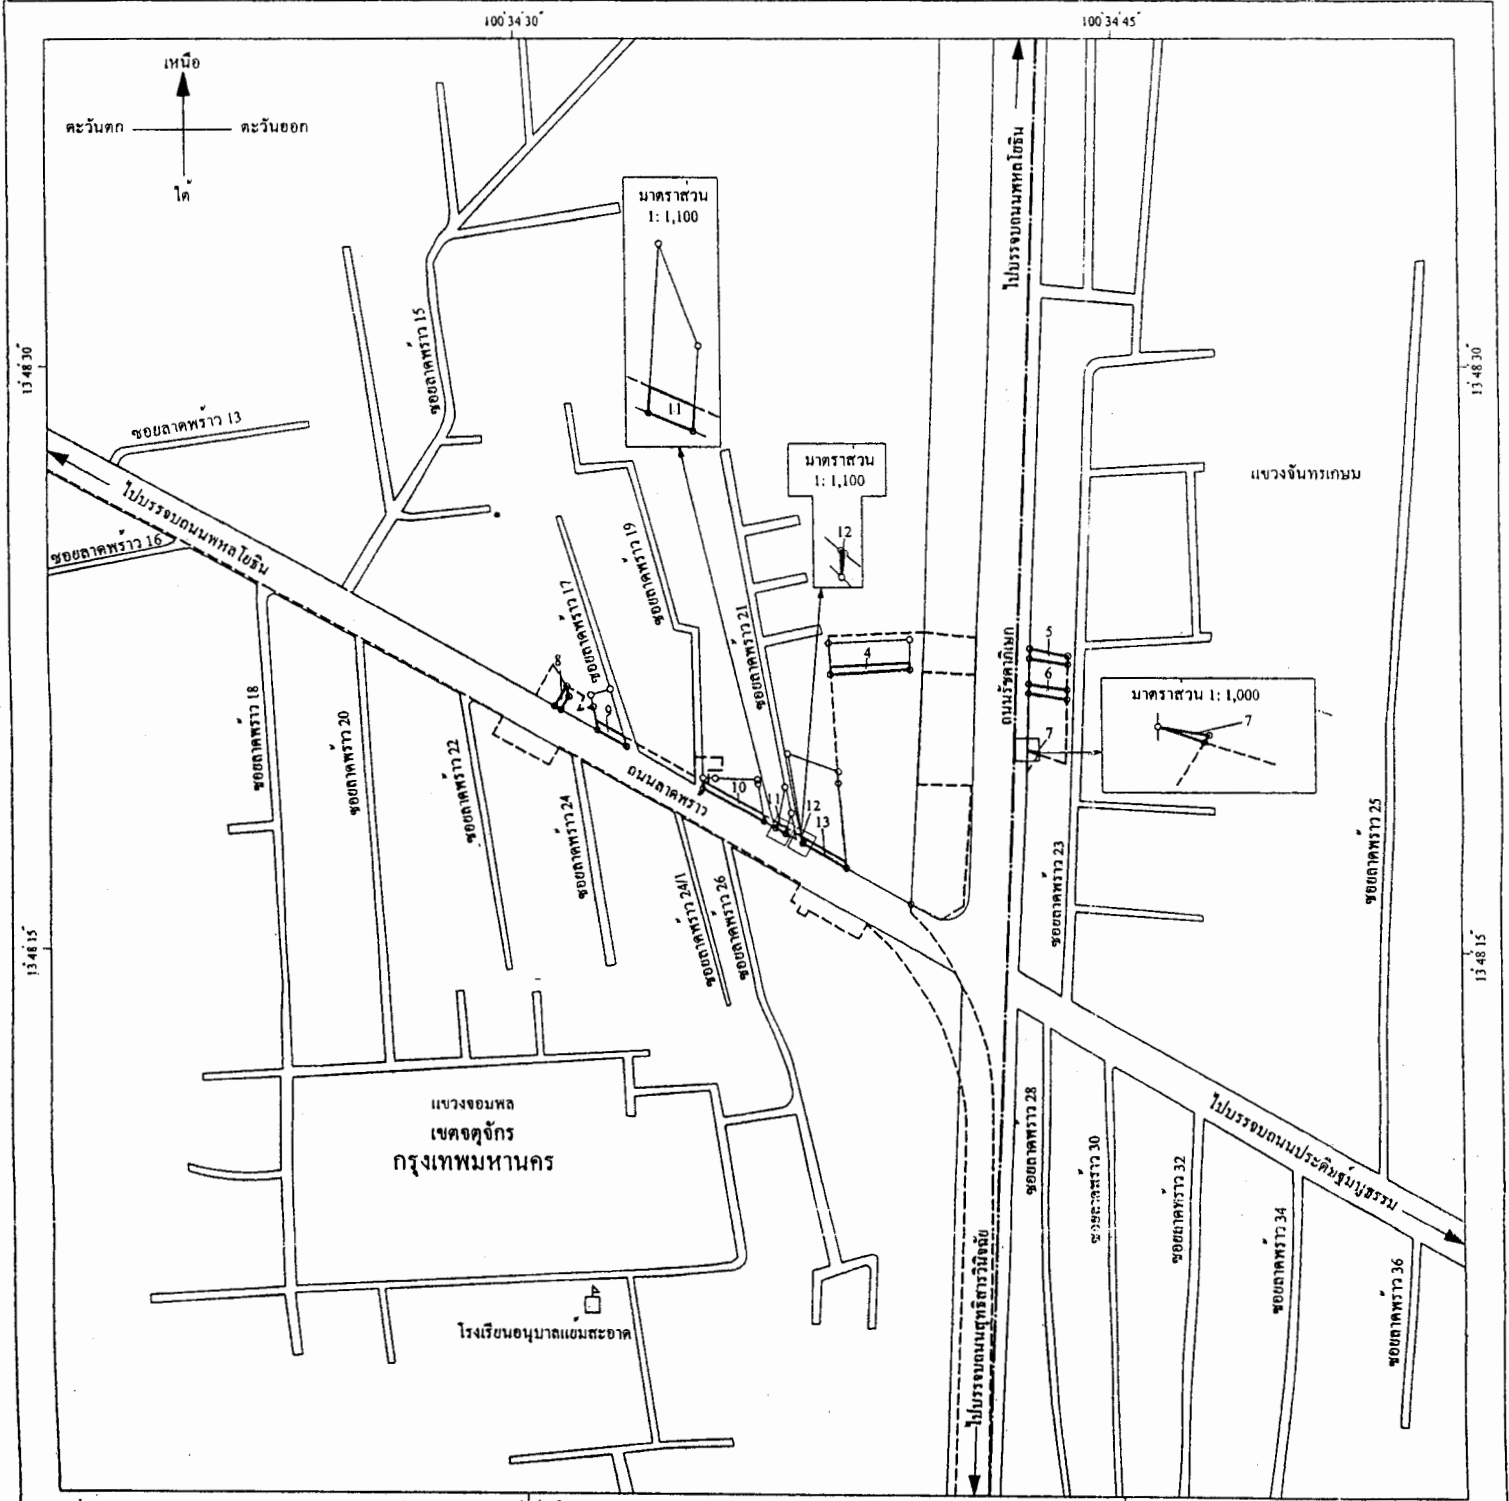 100°34′30″
100°34′45″
เหนือ
ตะวันตก
ตะวันออก
ใต้
มาตราส่วน
1: 1,100
11
ไปบรรจบถนนพหลโยธิน
13°48′30″
13°48′30″
ซอยลาดพร้าว 15
ซอยลาดพร้าว 13
ไปบรรจบถนนพหลโยธิน
ซอยลาดพร้าว 16
มาตราส่วน
1: 1,100
12
แขวงจันทรเกษม
ซอยลาดพร้าว 19
ซอยลาดพร้าว 17
ซอยลาดพร้าว 21
ถนนรัชดาภิเษก
4
5
6
7
มาตราส่วน 1: 1,000
7
8
9
10
11
12
13
ถนนลาดพร้าว
ซอยลาดพร้าว 18
ซอยลาดพร้าว 20
ซอยลาดพร้าว 22
ซอยลาดพร้าว 24
ซอยลาดพร้าว 24/1
ซอยลาดพร้าว 26
ซอยลาดพร้าว 23
ซอยลาดพร้าว 25
13°48′15″
13°48′15″
แขวงจอมพล
เขตจตุจักร
กรุงเทพมหานคร
ซอยลาดพร้าว 28
ซอยลาดพร้าว 30
ซอยลาดพร้าว 32
ซอยลาดพร้าว 34
ซอยลาดพร้าว 36
ไปบรรจบถนนประดิษฐ์มนูธรรม
ไปบรรจบถนนสุทธิสารวินิจฉัย
โรงเรียนอนุบาลแย้มสะอาด